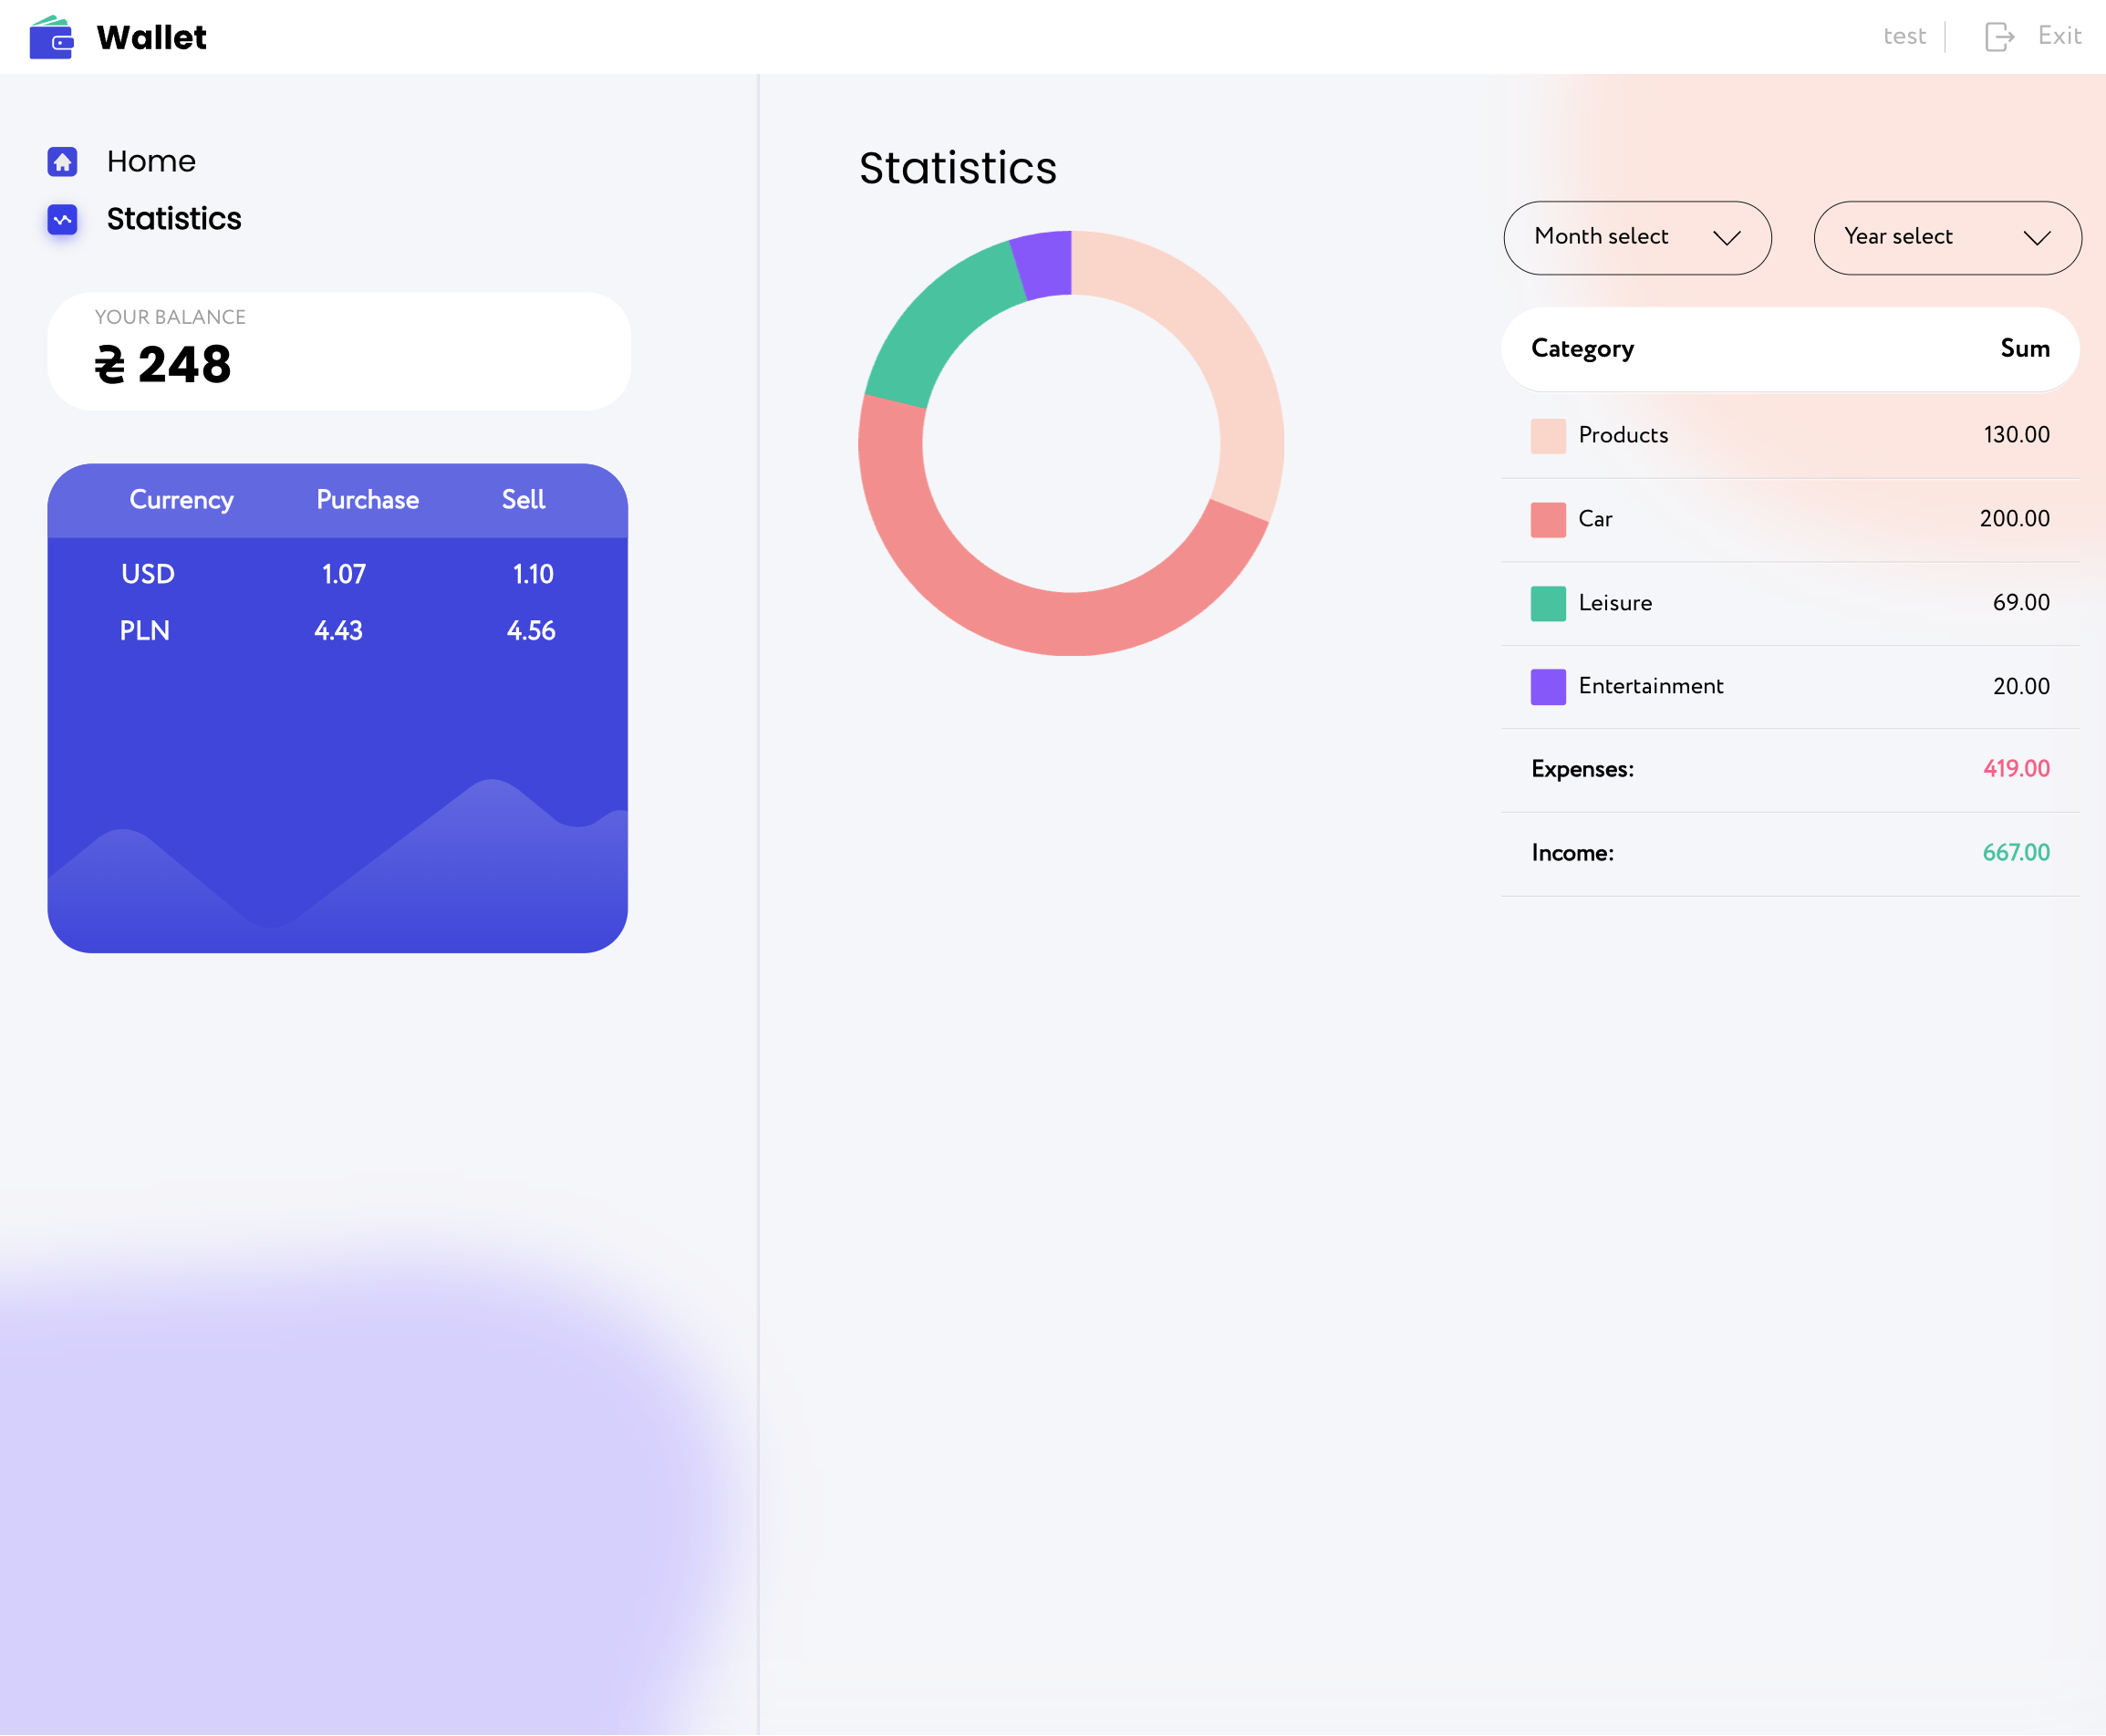 Wallet
test
Exit
Home
Statistics
YOUR BALANCE
₴ 248
Currency Purchase Sell
USD 1.07 1.10
PLN 4.43 4.56
Statistics
Month select
Year select
Category Sum
Products 130.00
Car 200.00
Leisure 69.00
Entertainment 20.00
Expenses: 419.00
Income: 667.00